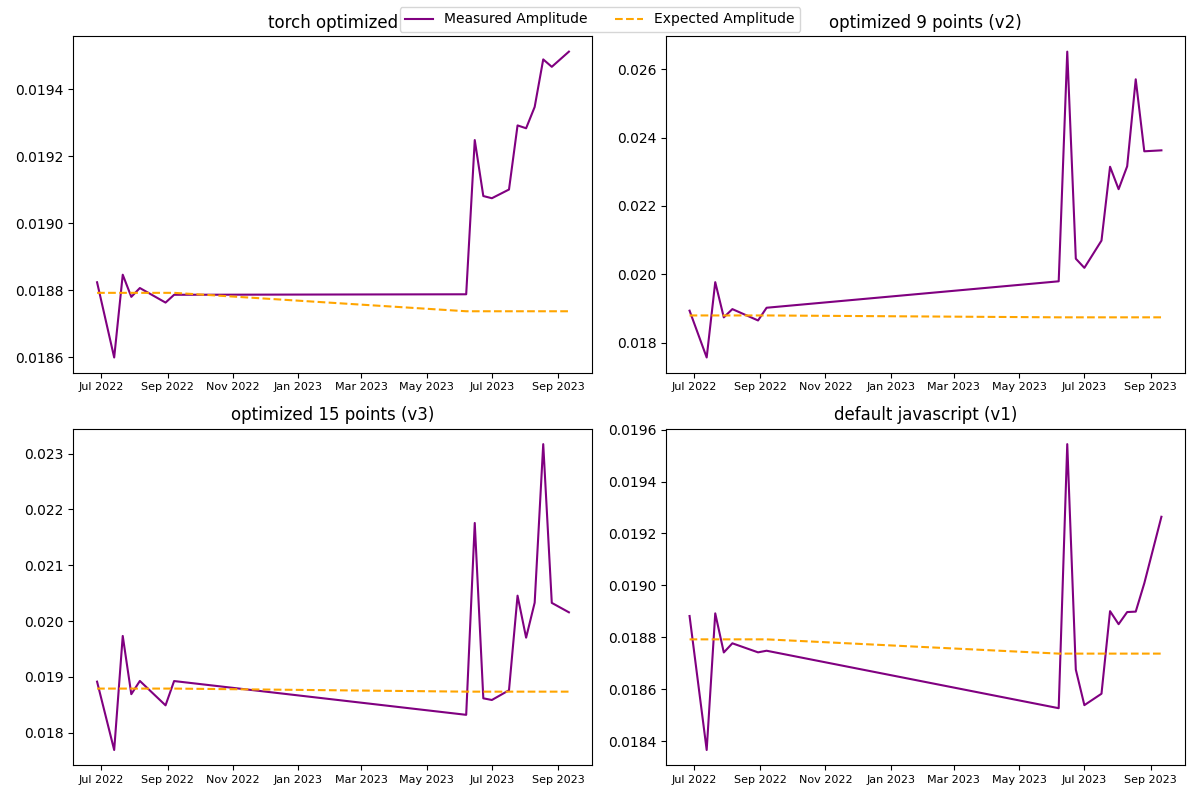 Measured Amplitude Expected Amplitude
torch optimized
0.0194
0.0192
0.0190
0.0188
0.0186
Jul 2022 Sep 2022 Nov 2022 Jan 2023 Mar 2023 May 2023 Jul 2023 Sep 2023
optimized 9 points (v2)
0.026
0.024
0.022
0.020
0.018
Jul 2022 Sep 2022 Nov 2022 Jan 2023 Mar 2023 May 2023 Jul 2023 Sep 2023
optimized 15 points (v3)
0.023
0.022
0.021
0.020
0.019
0.018
Jul 2022 Sep 2022 Nov 2022 Jan 2023 Mar 2023 May 2023 Jul 2023 Sep 2023
default javascript (v1)
0.0196
0.0194
0.0192
0.0190
0.0188
0.0186
0.0184
Jul 2022 Sep 2022 Nov 2022 Jan 2023 Mar 2023 May 2023 Jul 2023 Sep 2023